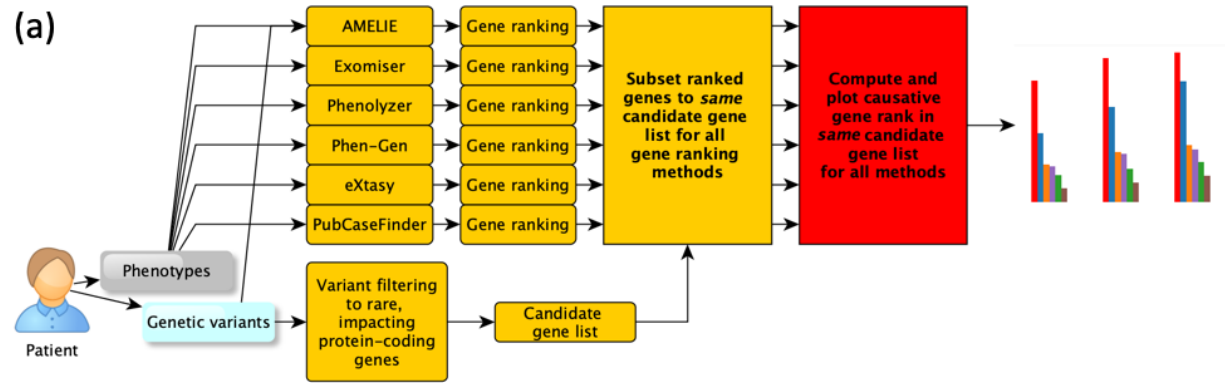 (a)
AMELIE
Gene ranking
Exomiser
Gene ranking
Phenolyzer
Gene ranking
Phen-Gen
Gene ranking
eXtasy
Gene ranking
PubCaseFinder
Gene ranking
Subset ranked
genes to same
candidate gene
list for all
gene ranking
methods
Compute and
plot causative
gene rank in
same candidate
gene list
for all methods
Phenotypes
Genetic variants
Patient
Variant filtering
to rare,
impacting
protein-coding
genes
Candidate
gene list